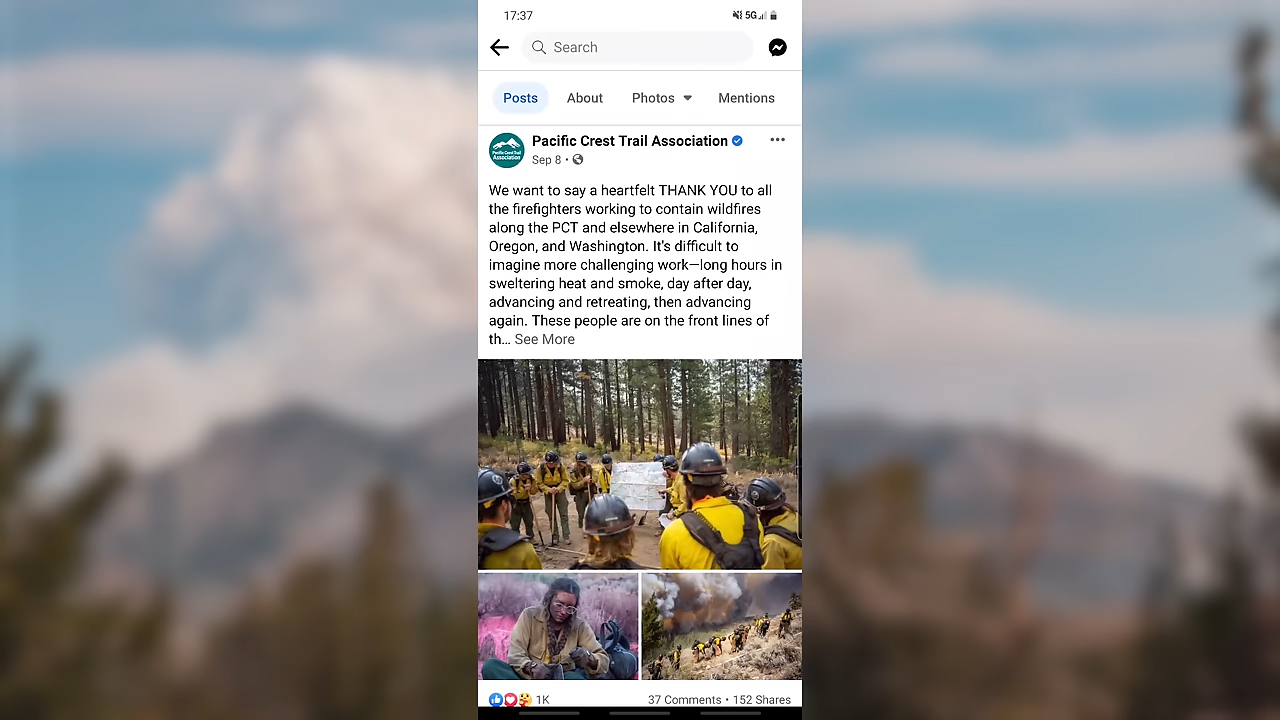 17:37
5G
Search
Posts
About
Photos
Mentions
Pacific Crest Trail
Association
Pacific Crest Trail Association
Sep 8 •
We want to say a heartfelt THANK YOU to all
the firefighters working to contain wildfires
along the PCT and elsewhere in California,
Oregon, and Washington. It's difficult to
imagine more challenging work—long hours in
sweltering heat and smoke, day after day,
advancing and retreating, then advancing
again. These people are on the front lines of
th... See More
1K
37 Comments • 152 Shares